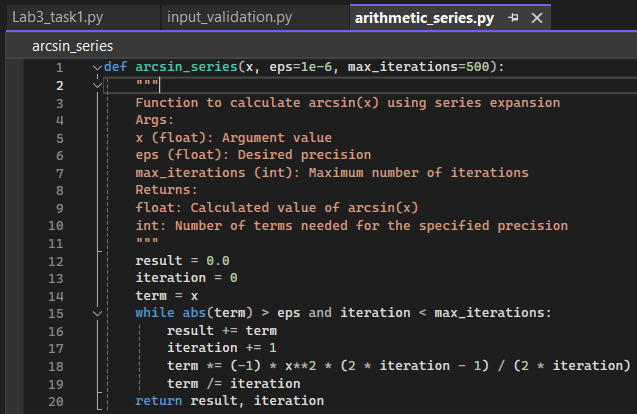 Lab3_task1.py input_validation.py arithmetic_series.py
arcsin_series
1 def arcsin_series(x, eps=1e-6, max_iterations=500):
2 """
3 Function to calculate arcsin(x) using series expansion
4 Args:
5 x (float): Argument value
6 eps (float): Desired precision
7 max_iterations (int): Maximum number of iterations
8 Returns:
9 float: Calculated value of arcsin(x)
10 int: Number of terms needed for the specified precision
11 """
12 result = 0.0
13 iteration = 0
14 term = x
15 while abs(term) > eps and iteration < max_iterations:
16 result += term
17 iteration += 1
18 term *= (-1) * x**2 * (2 * iteration - 1) / (2 * iteration)
19 term /= iteration
20 return result, iteration